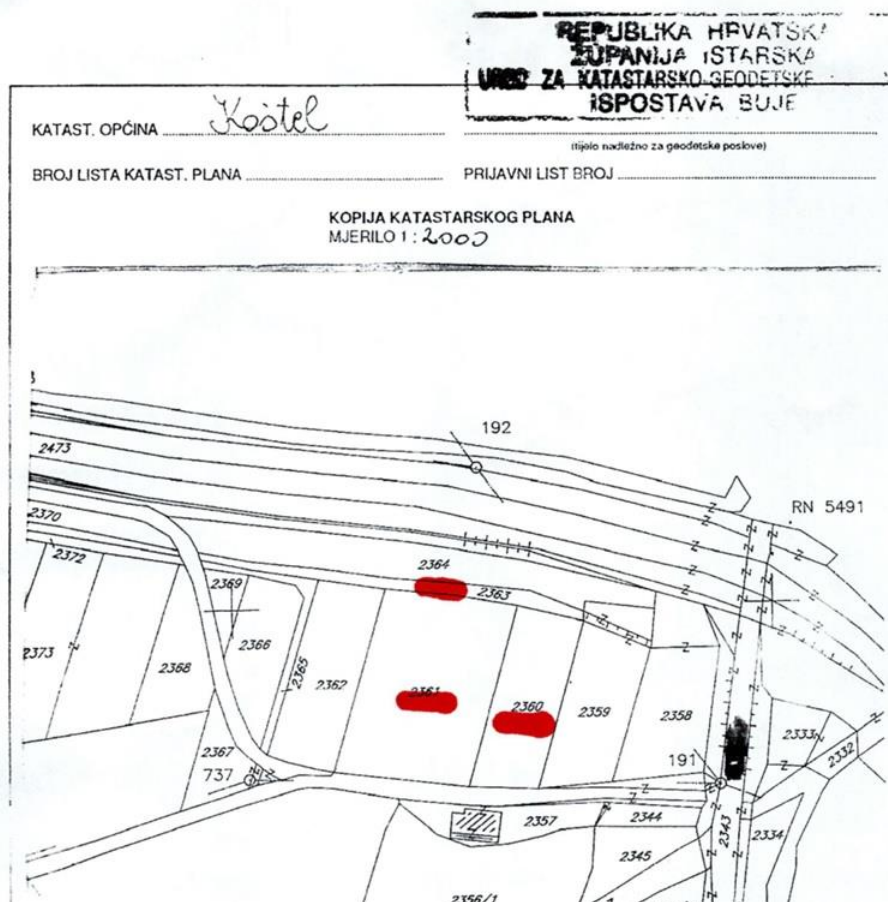 REPUBLIKA HRVATSKA
ŽUPANIJA ISTARSKA
URED ZA KATASTARSKO-GEODETSKE
ISPOSTAVA BUJE
KATAST. OPĆINA Koštel
(tijelo nadležno za geodetske poslove)
BROJ LISTA KATAST. PLANA
PRIJAVNI LIST BROJ
KOPIJA KATASTARSKOG PLANA
MJERILO 1 : 2000
192
2473
RN 5491
2370
2372
2364
2369
2363
2373
2368
2366
2365
2362
2361
2360
2359
2358
2333
2332
2367
737
191
2357
2344
2343
2334
2345
2356/1